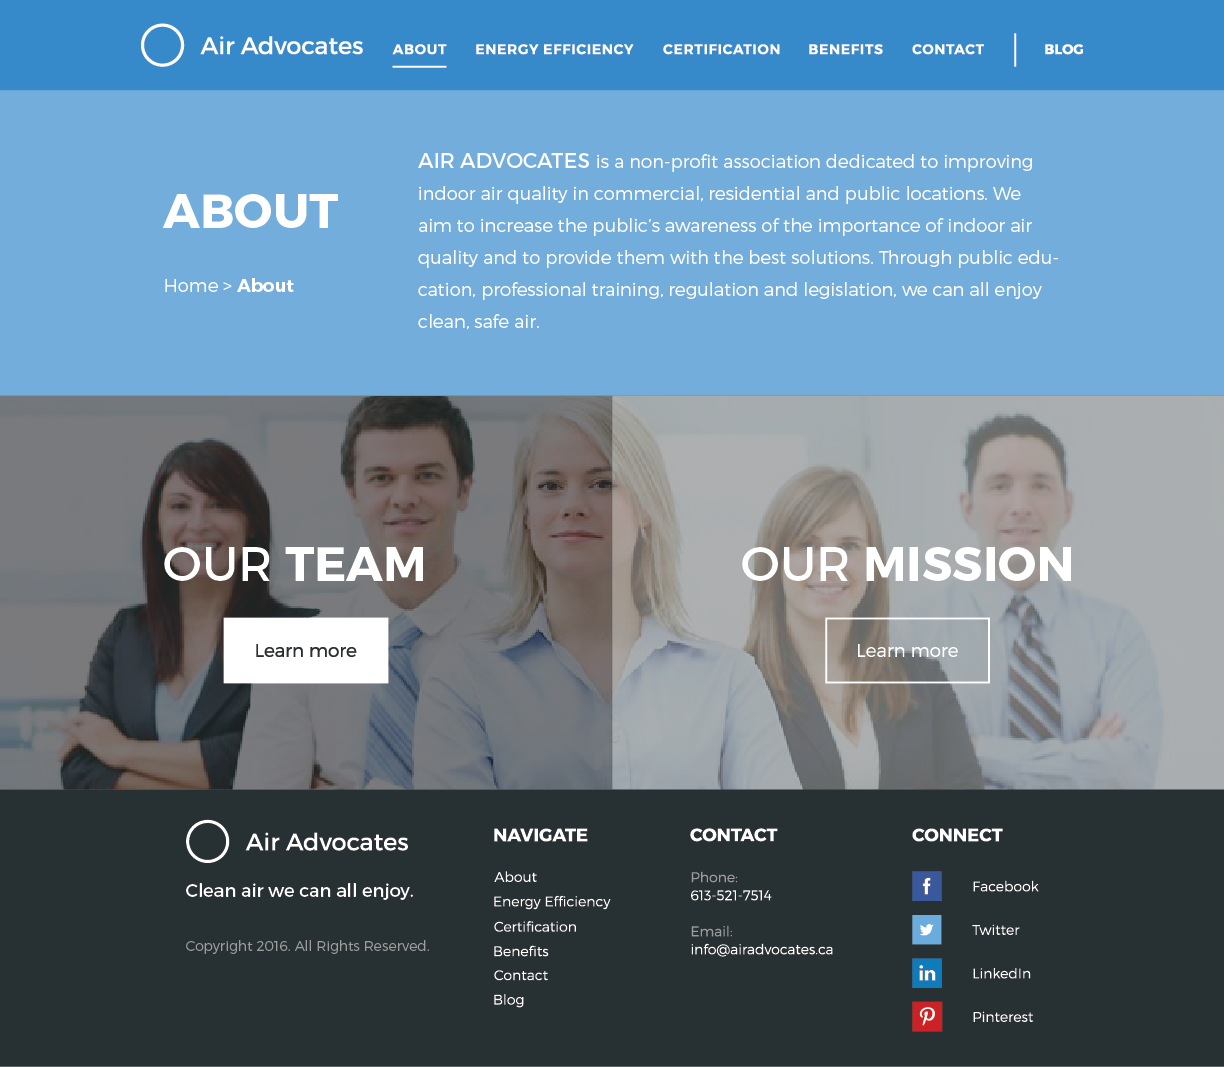 Air Advocates
ABOUT
ENERGY EFFICIENCY
CERTIFICATION
BENEFITS
CONTACT
BLOG
ABOUT
Home > About
AIR ADVOCATES is a non-profit association dedicated to improving
indoor air quality in commercial, residential and public locations. We
aim to increase the public's awareness of the importance of indoor air
quality and to provide them with the best solutions. Through public edu-
cation, professional training, regulation and legislation, we can all enjoy
clean, safe air.
OUR TEAM
Learn more
OUR MISSION
Learn more
Air Advocates
Clean air we can all enjoy.
Copyright 2016. All Rights Reserved.
NAVIGATE
About
Energy Efficiency
Certification
Benefits
Contact
Blog
CONTACT
Phone:
613-521-7514
Email:
info@airadvocates.ca
CONNECT
Facebook
Twitter
LinkedIn
Pinterest